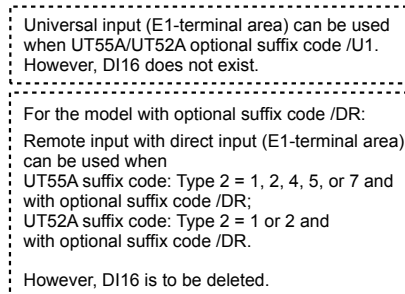 Universal input (E1-terminal area) can be used
when UT55A/UT52A optional suffix code /U1.
However, DI16 does not exist.
For the model with optional suffix code /DR:
Remote input with direct input (E1-terminal area)
can be used when
UT55A suffix code: Type 2 = 1, 2, 4, 5, or 7 and
with optional suffix code /DR;
UT52A suffix code: Type 2 = 1 or 2 and
with optional suffix code /DR.
However, DI16 is to be deleted.